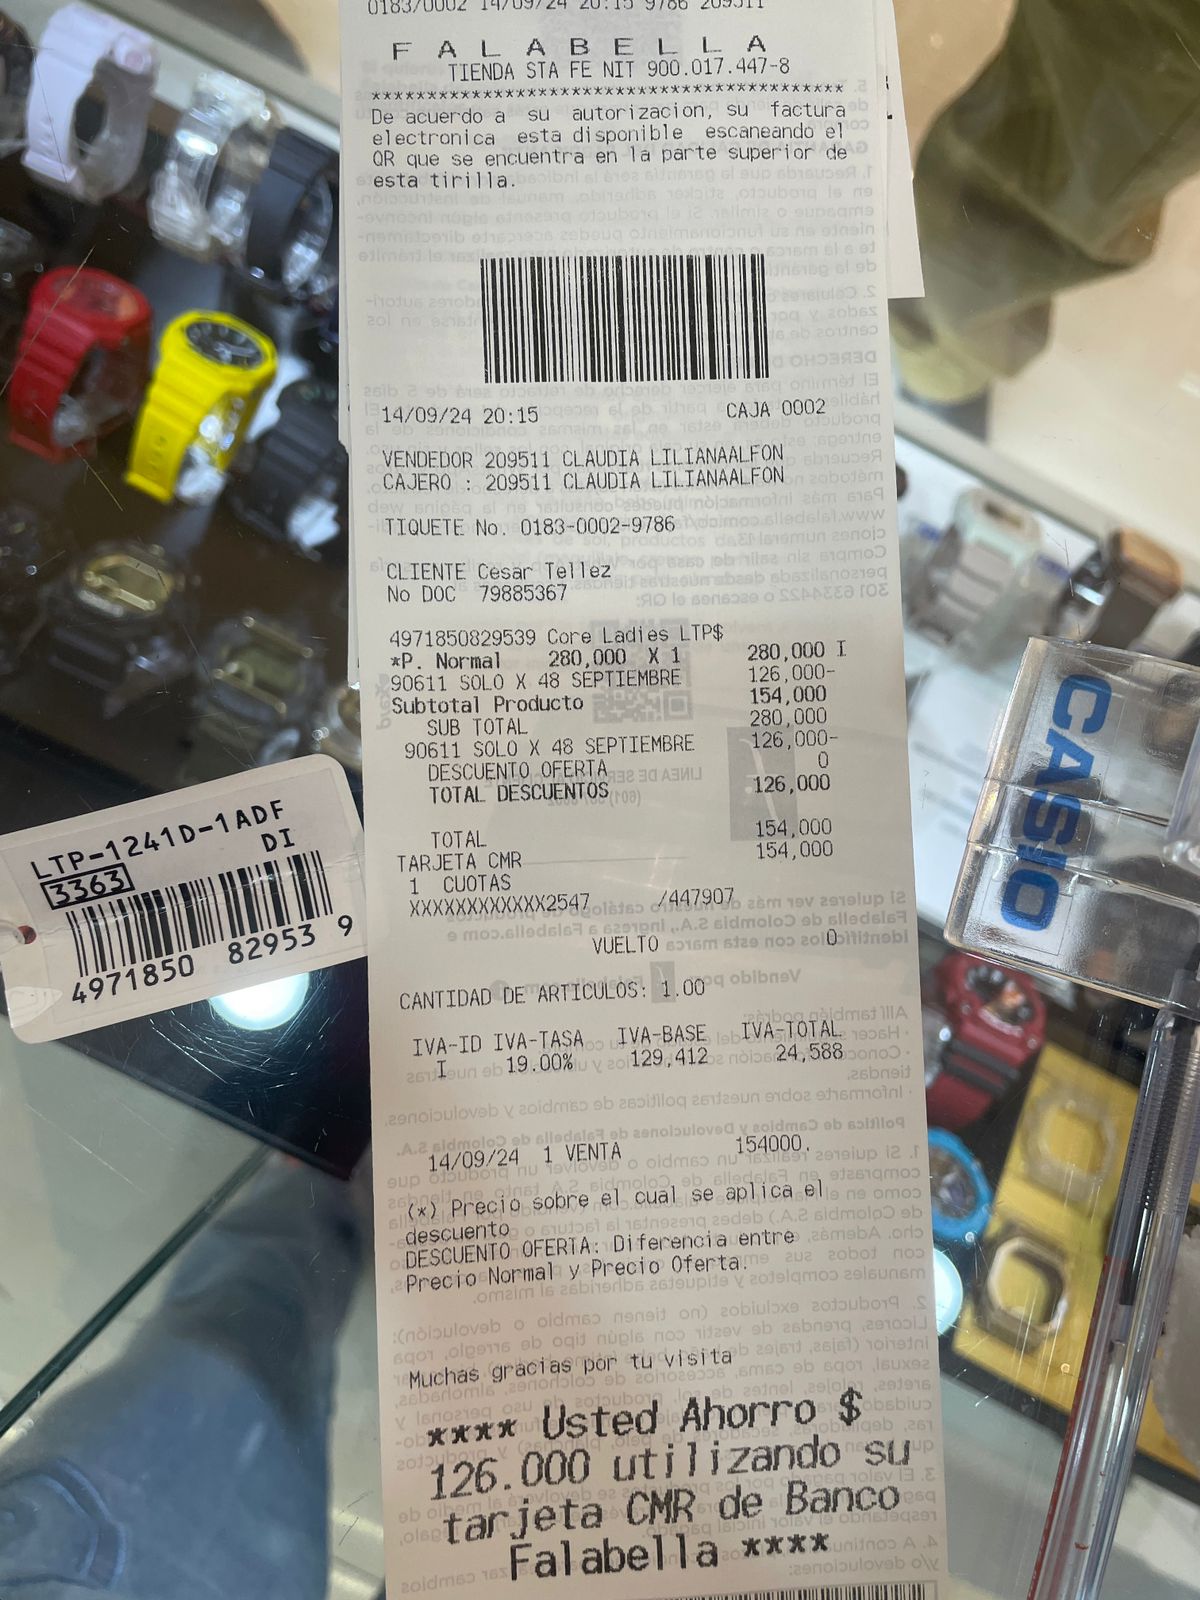 0183/0002 14/09/24 20:15 9786 209511
FALABELLA
TIENDA STA FE NIT 900.017.447-8
******************************************
De acuerdo a su autorizacion, su factura
electronica esta disponible escaneando el
QR que se encuentra en la parte superior de
esta tirilla.
14/09/24 20:15 CAJA 0002
VENDEDOR 209511 CLAUDIA LILIANAALFON
CAJERO : 209511 CLAUDIA LILIANAALFON
TIQUETE No. 0183-0002-9786
CLIENTE Cesar Tellez
No DOC 79885367
4971850829539 Core Ladies LTP$
*P. Normal 280,000 X 1 280,000 I
90611 SOLO X 48 SEPTIEMBRE 126,000-
Subtotal Producto 154,000
SUB TOTAL 280,000
90611 SOLO X 48 SEPTIEMBRE 126,000-
DESCUENTO OFERTA 0
TOTAL DESCUENTOS 126,000
TOTAL 154,000
TARJETA CMR 154,000
1 CUOTAS
XXXXXXXXXXXX2547 /447907
VUELTO 0
CANTIDAD DE ARTICULOS: 1.00
IVA-ID IVA-TASA IVA-BASE IVA-TOTAL
I 19.00% 129,412 24,588
14/09/24 1 VENTA 154000.
(*) Precio sobre el cual se aplica el
descuento
DESCUENTO OFERTA: Diferencia entre
Precio Normal y Precio Oferta.
Muchas gracias por tu visita
**** Usted Ahorro $
126.000 utilizando su
tarjeta CMR de Banco
Falabella ****
LTP-1241D-1ADF
DI
3363
4971850 82953 9
CASIO